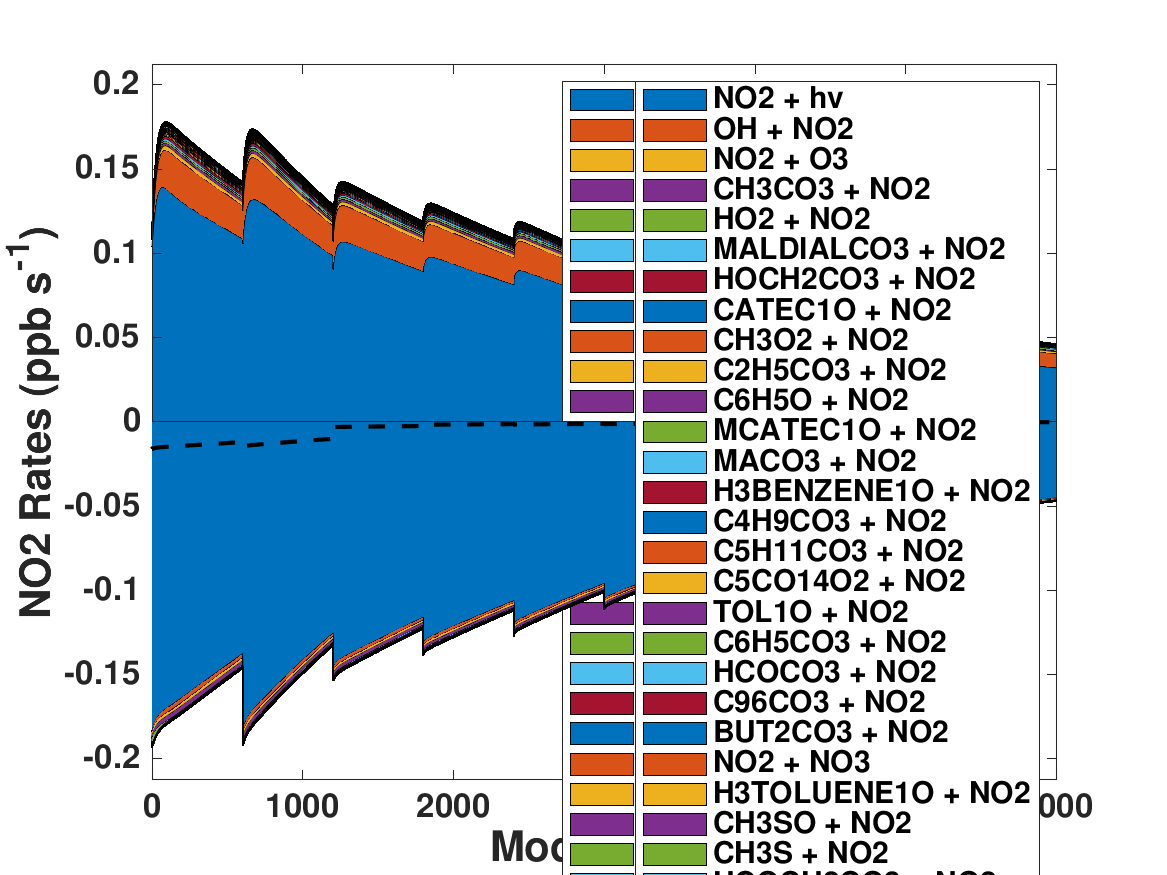 0.2
0.15
0.1
0.05
0
-0.05
-0.1
-0.15
-0.2
NO2 Rates (ppb s-1)
0
1000
2000
000
NO2 + hv
OH + NO2
NO2 + O3
CH3CO3 + NO2
HO2 + NO2
MALDIALCO3 + NO2
HOCH2CO3 + NO2
CATEC1O + NO2
CH3O2 + NO2
C2H5CO3 + NO2
C6H5O + NO2
MCATEC1O + NO2
MACO3 + NO2
H3BENZENE1O + NO2
C4H9CO3 + NO2
C5H11CO3 + NO2
C5CO14O2 + NO2
TOL1O + NO2
C6H5CO3 + NO2
HCOCO3 + NO2
C96CO3 + NO2
BUT2CO3 + NO2
NO2 + NO3
H3TOLUENE1O + NO2
CH3SO + NO2
CH3S + NO2